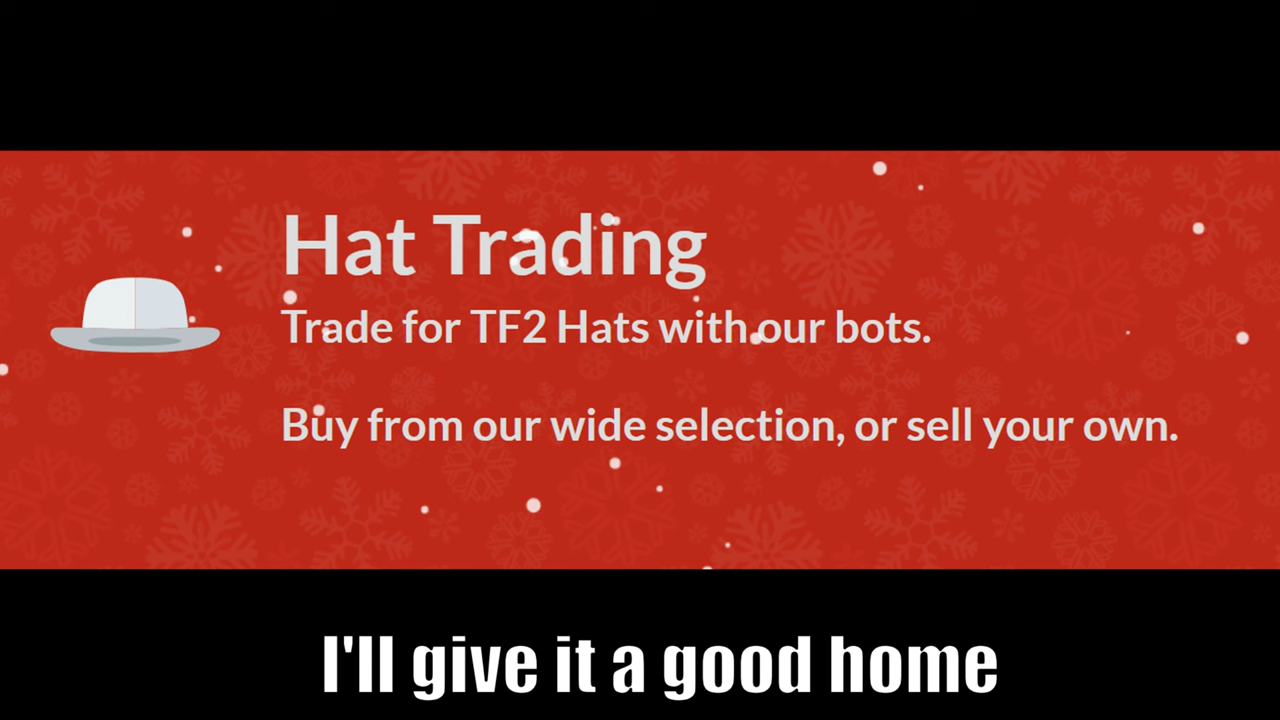 Hat Trading
Trade for TF2 Hats with our bots.
Buy from our wide selection, or sell your own.
I'll give it a good home